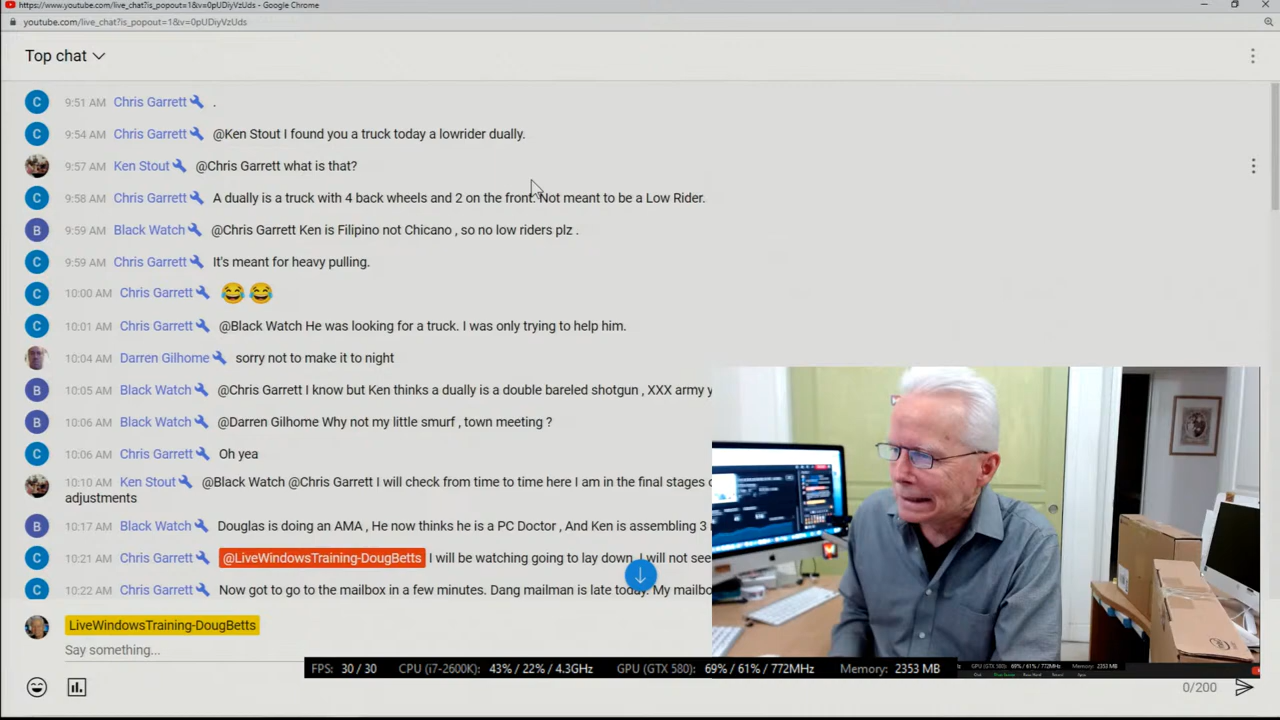 https://www.youtube.com/live_chat?is_popout=1&v=0pUDiyVzUds - Google Chrome
youtube.com/live_chat?is_popout=1&v=0pUDiyVzUds
Top chat
C 9:51 AM Chris Garrett .
C 9:54 AM Chris Garrett @Ken Stout I found you a truck today a lowrider dually.
9:57 AM Ken Stout @Chris Garrett what is that?
C 9:58 AM Chris Garrett A dually is a truck with 4 back wheels and 2 on the front. Not meant to be a Low Rider.
B 9:59 AM Black Watch @Chris Garrett Ken is Filipino not Chicano , so no low riders plz .
C 9:59 AM Chris Garrett It's meant for heavy pulling.
C 10:00 AM Chris Garrett 😂 😂
C 10:01 AM Chris Garrett @Black Watch He was looking for a truck. I was only trying to help him.
10:04 AM Darren Gilhome sorry not to make it to night
B 10:05 AM Black Watch @Chris Garrett I know but Ken thinks a dually is a double bareled shotgun , XXX army
B 10:06 AM Black Watch @Darren Gilhome Why not my little smurf , town meeting ?
C 10:06 AM Chris Garrett Oh yea
10:10 AM Ken Stout @Black Watch @Chris Garrett I will check from time to time here I am in the final stages
adjustments
B 10:17 AM Black Watch Douglas is doing an AMA , He now thinks he is a PC Doctor , And Ken is assembling 3
C 10:21 AM Chris Garrett @LiveWindowsTraining-DougBetts I will be watching going to lay down. I will not see
C 10:22 AM Chris Garrett Now got to go to the mailbox in a few minutes. Dang mailman is late today. My mailbo
LiveWindowsTraining-DougBetts
Say something...
FPS: 30 / 30 CPU (i7-2600K): 43% / 22% / 4.3GHz GPU (GTX 580): 69% / 61% / 772MHz Memory: 2353 MB
0/200